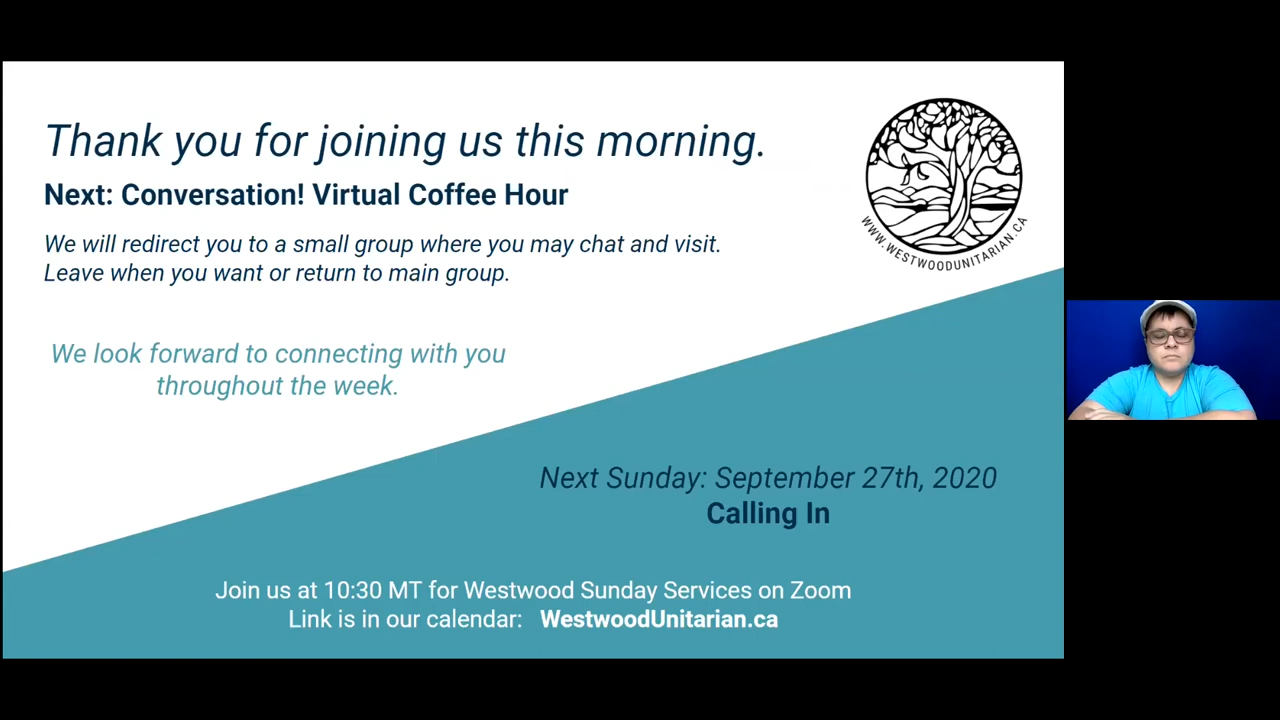 Thank you for joining us this morning.
Next: Conversation! Virtual Coffee Hour
We will redirect you to a small group where you may chat and visit.
Leave when you want or return to main group.
WWW.WESTWOODUNITARIAN.CA
We look forward to connecting with you
throughout the week.
Next Sunday: September 27th, 2020
Calling In
Join us at 10:30 MT for Westwood Sunday Services on Zoom
Link is in our calendar: WestwoodUnitarian.ca